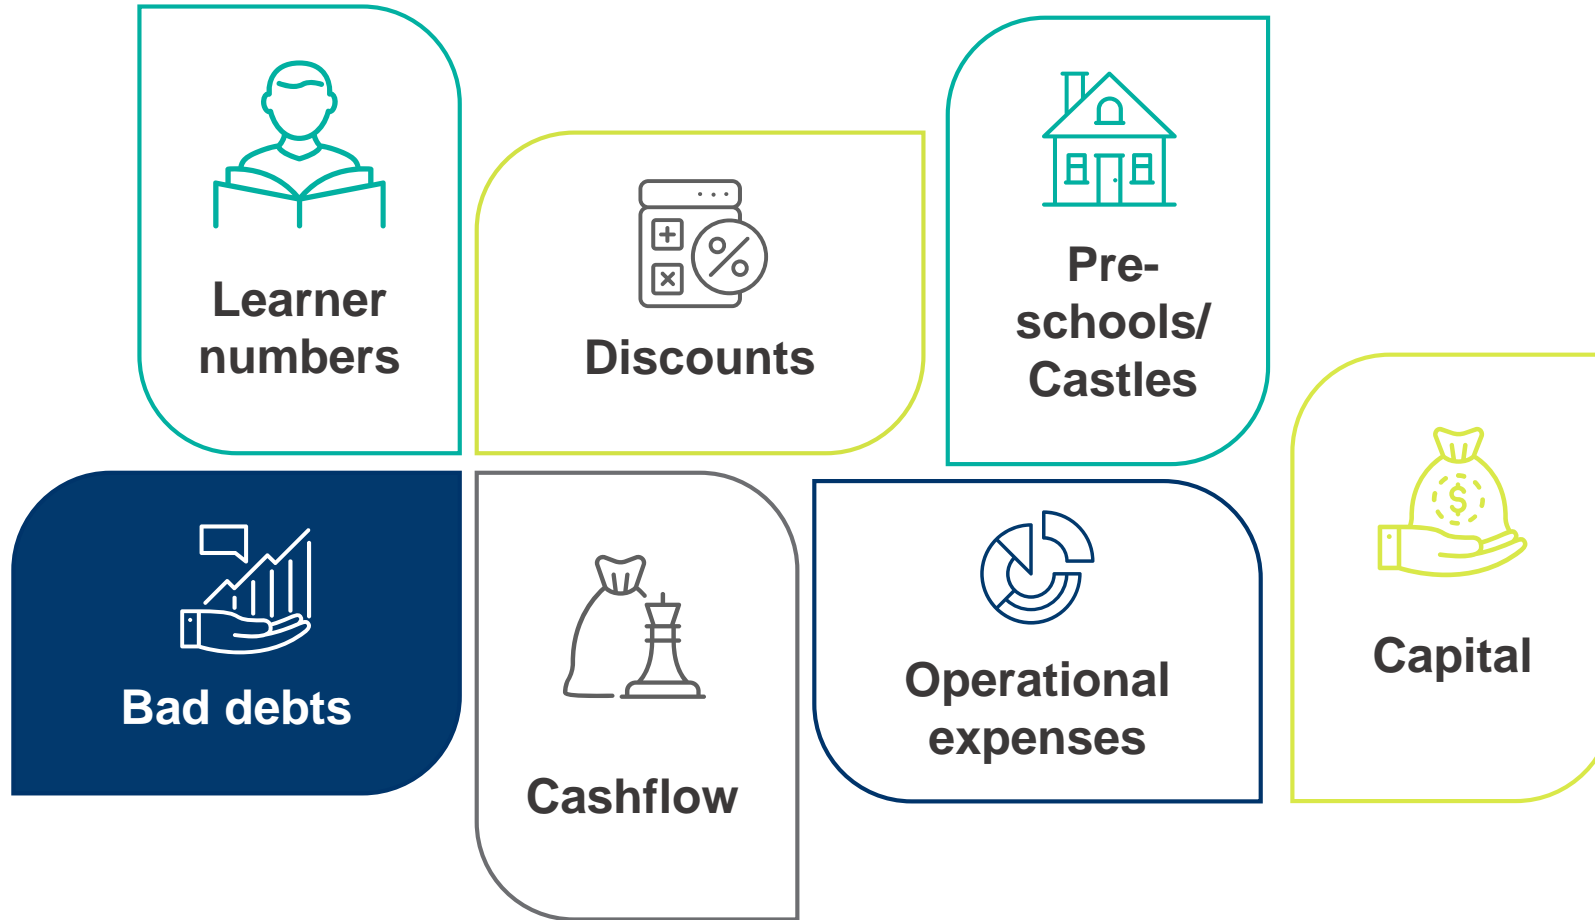 Learner
numbers
Discounts
Pre-
schools/
Castles
Bad debts
Cashflow
Operational
expenses
$
Capital